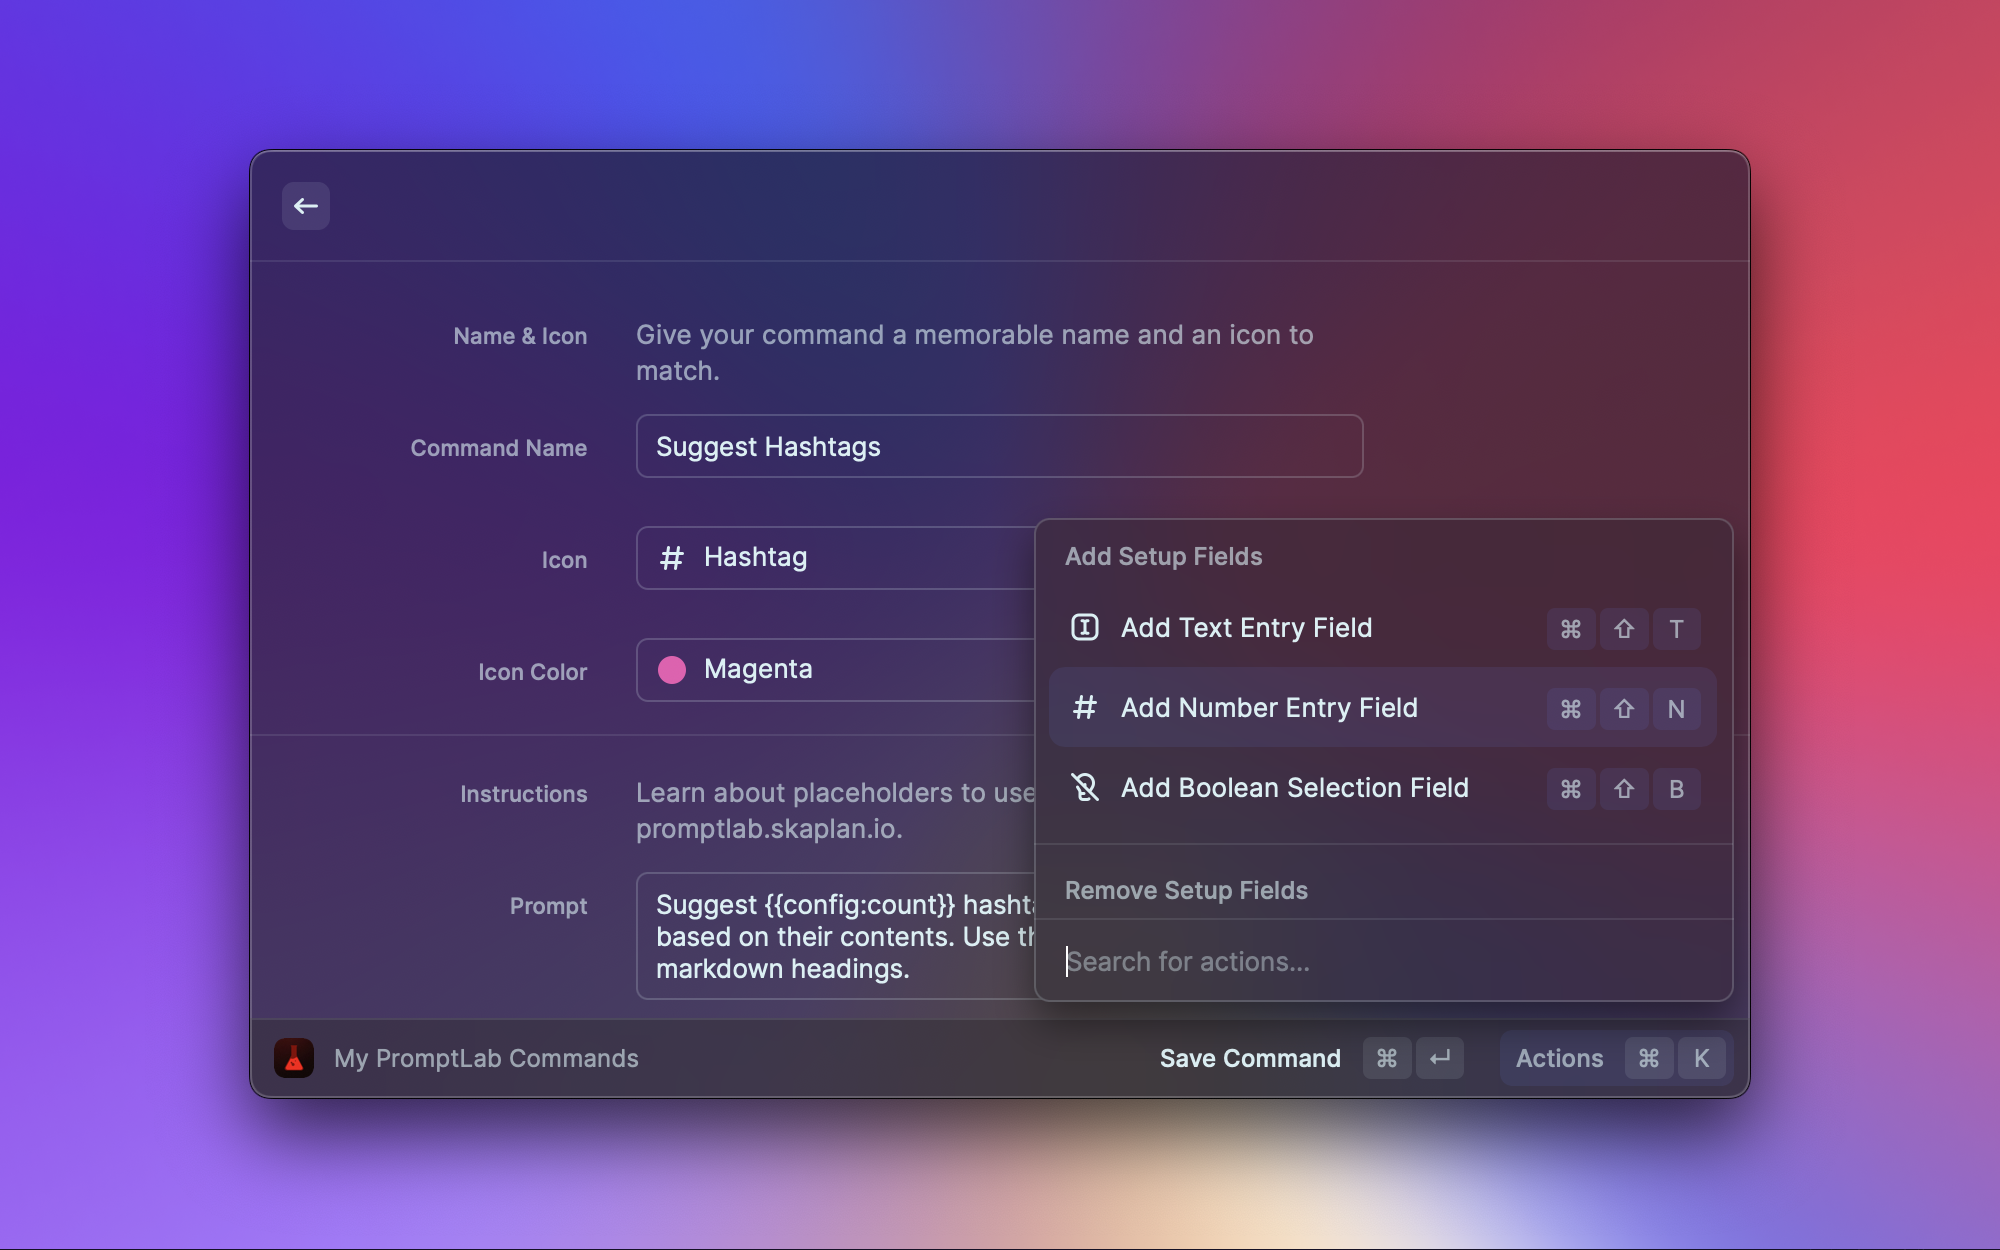 Name & Icon
Give your command a memorable name and an icon to
match.
Command Name
Suggest Hashtags
Icon
# Hashtag
Icon Color
Magenta
Instructions
Learn about placeholders to use
promptlab.skaplan.io.
Prompt
Suggest {{config:count}}
based on their contents. Use
markdown headings.
Add Setup Fields
Add Text Entry Field ⌘ ⇧ T
# Add Number Entry Field ⌘ ⇧ N
Add Boolean Selection Field ⌘ ⇧ B
Remove Setup Fields
Search for actions...
My PromptLab Commands
Save Command ⌘ ↵
Actions ⌘ K